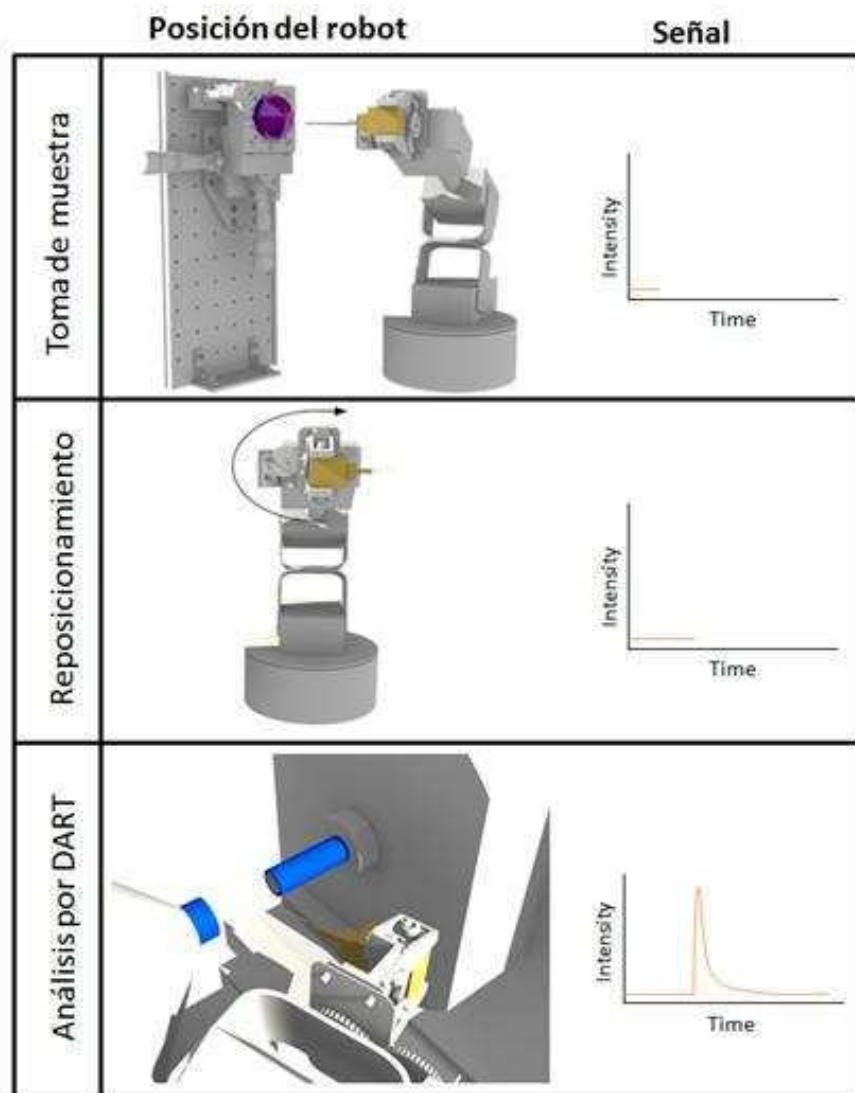 Posición del robot
Señal
Toma de muestra
Intensity
Time
Reposicionamiento
Intensity
Time
Análisis por DART
Intensity
Time